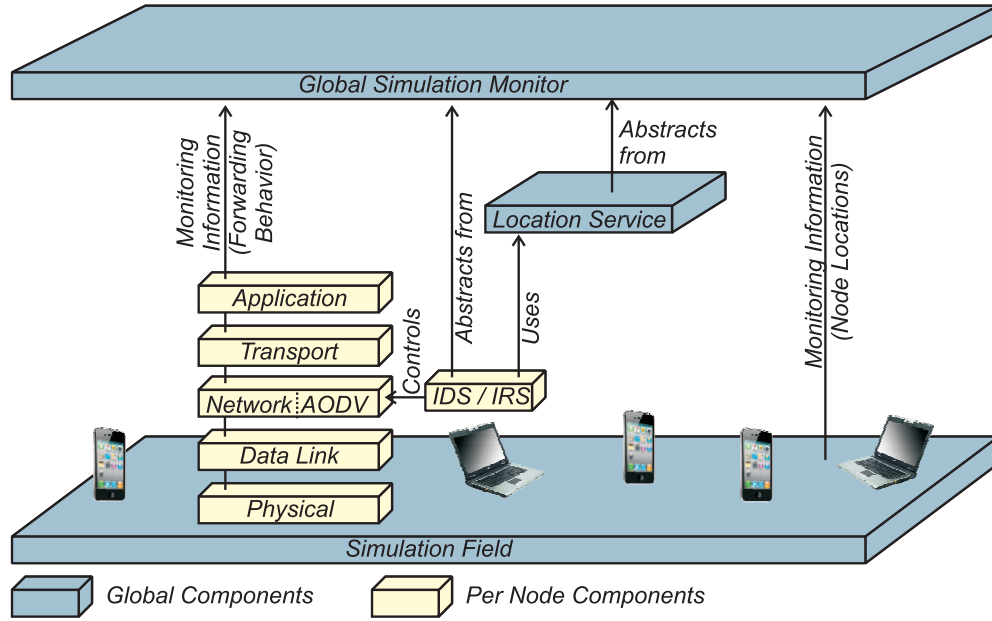 Global Simulation Monitor
Monitoring
Information
(Forwarding
Behavior)
Abstracts from
Abstracts
from
Location Service
Uses
Monitoring Information
(Node Locations)
Application
Transport
Controls
Network AODV
IDS / IRS
Data Link
Physical
Simulation Field
Global Components
Per Node Components